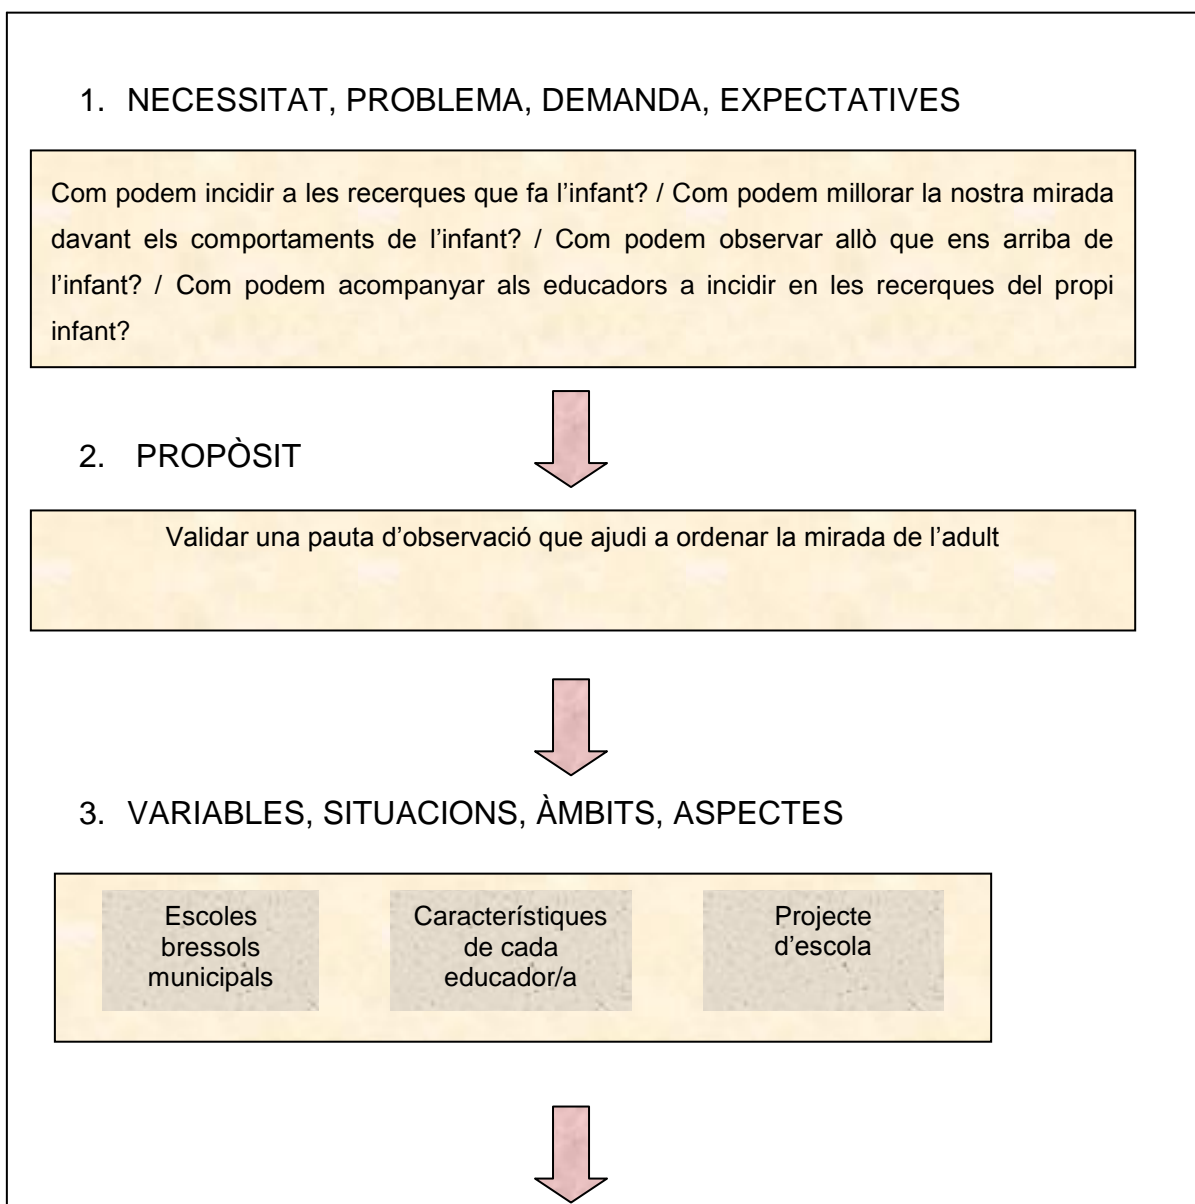 1. NECESSITAT, PROBLEMA, DEMANDA, EXPECTATIVES
Com podem incidir a les recerques que fa l’infant? / Com podem millorar la nostra mirada
davant els comportaments de l’infant? / Com podem observar allò que ens arriba de
l’infant? / Com podem acompanyar als educadors a incidir en les recerques del propi
infant?
2. PROPÒSIT
Validar una pauta d’observació que ajudi a ordenar la mirada de l’adult
3. VARIABLES, SITUACIONS, ÀMBITS, ASPECTES
Escoles
bressols
municipals
Característiques
de cada
educador/a
Projecte
d’escola